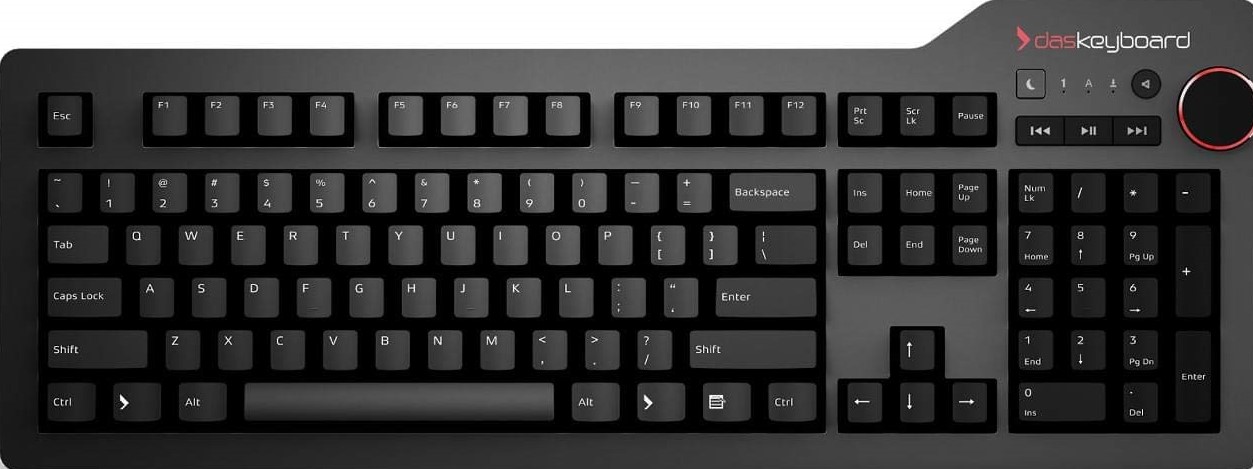 daskeyboard
1 A
Esc F1 F2 F3 F4 F5 F6 F7 F8 F9 F10 F11 F12 Prt Sc Scr Lk Pause
~ ! @ # $ % ^ & * ( ) — + Backspace Ins Home Page Up Num Lk / * -
` 1 2 3 4 5 6 7 8 9 0 - =
Tab Q W E R T Y U I O P { [ } ] ¦ \ Del End Page Down 7 Home 8 ↑ 9 Pg Up +
Caps Lock A S D F G H J K L : ; “ ' Enter 4 ← 5 6 →
Shift Z X C V B N M < , > . ? / Shift ↑ 1 End 2 ↓ 3 Pg Dn Enter
Ctrl Alt Alt Ctrl ← ↓ → 0 Ins . Del